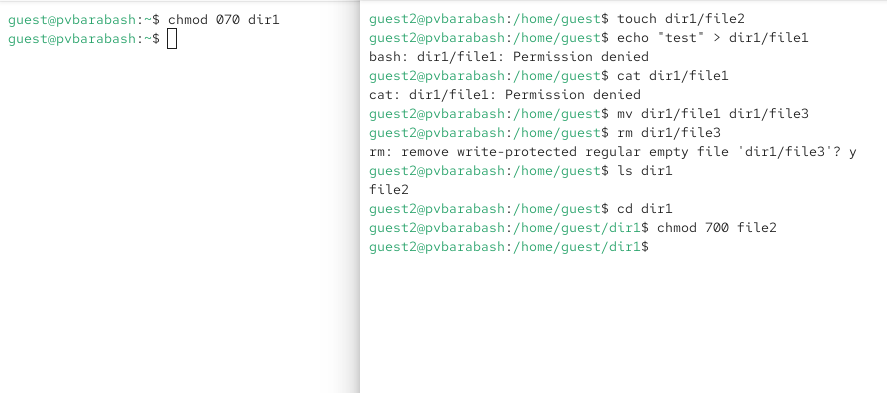 guest@pvbarabash:~$ chmod 070 dir1
guest@pvbarabash:~$
guest2@pvbarabash:/home/guest$ touch dir1/file2
guest2@pvbarabash:/home/guest$ echo "test" > dir1/file1
bash: dir1/file1: Permission denied
guest2@pvbarabash:/home/guest$ cat dir1/file1
cat: dir1/file1: Permission denied
guest2@pvbarabash:/home/guest$ mv dir1/file1 dir1/file3
guest2@pvbarabash:/home/guest$ rm dir1/file3
rm: remove write-protected regular empty file 'dir1/file3'? y
guest2@pvbarabash:/home/guest$ ls dir1
file2
guest2@pvbarabash:/home/guest$ cd dir1
guest2@pvbarabash:/home/guest/dir1$ chmod 700 file2
guest2@pvbarabash:/home/guest/dir1$